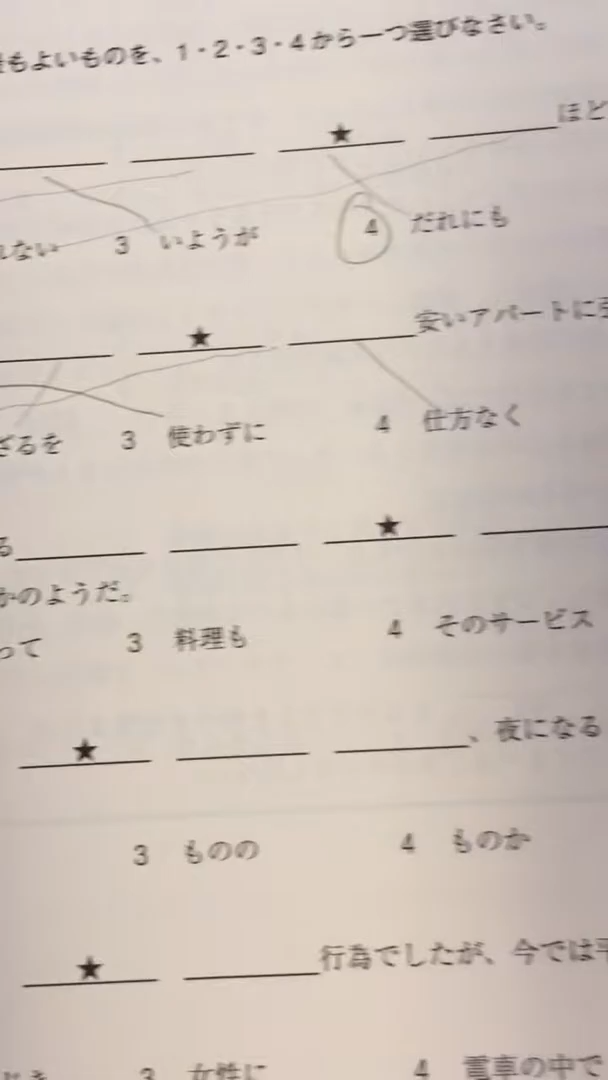 もよいものを、1・2・3・4から一つ選びなさい。
★ ほど
れない 3 いようが 4 だれにも
★ 安いアパートに
ざるを 3 使わずに 4 仕方なく
る ★
かのようだ。
って 3 料理も 4 そのサービス
★ 、夜になる
3 ものの 4 ものか
★ 行為でしたが、今では
3 女性に 4 電車の中で